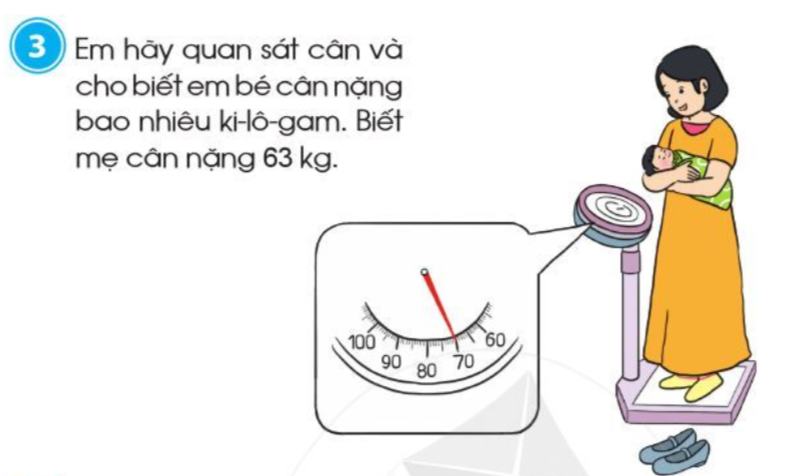 3
Em hãy quan sát cân và
cho biết em bé cân nặng
bao nhiêu ki-lô-gam. Biết
mẹ cân nặng 63 kg.
100 90 80 70 60